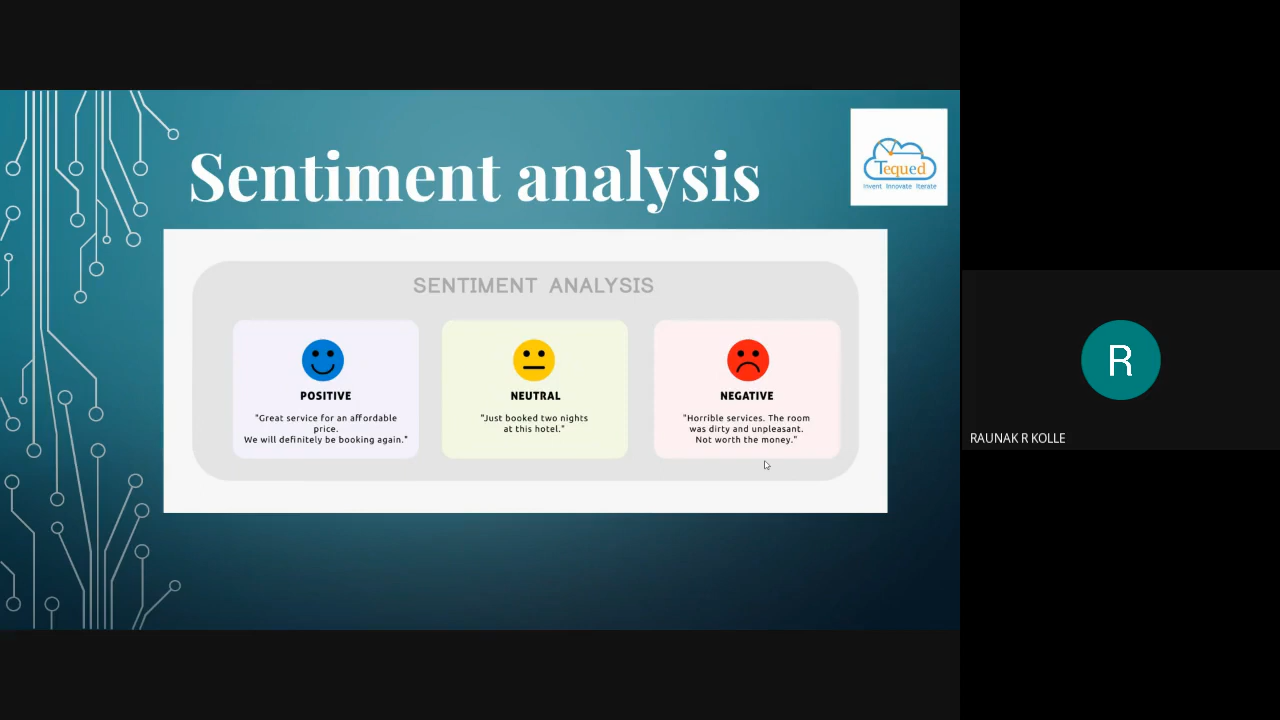 Sentiment analysis
Tequed
Invent Innovate Iterate
SENTIMENT ANALYSIS
POSITIVE
"Great service for an affordable
price.
We will definitely be booking again."
NEUTRAL
"Just booked two nights
at this hotel."
NEGATIVE
"Horrible services. The room
was dirty and unpleasant.
Not worth the money."
R
RAUNAK R KOLLE